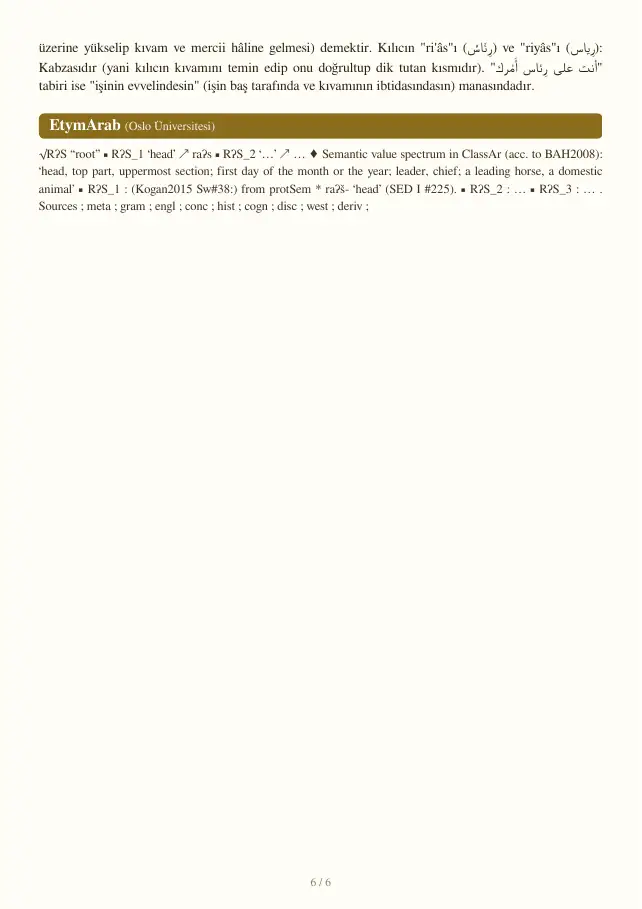 üzerine yükselip kıvam ve mercii hâline gelmesi) demektir. Kılıcın "ri'âs"ı (رِئَاسُ) ve "riyâs"ı (رِياس):
Kabzasıdır (yani kılıcın kıvamını temin edip onu doğrultup dik tutan kısmıdır). "أنت على رِئاس أَمْرك"
tabiri ise "işinin evvelindesin" (işin baş tarafında ve kıvamının ibtidasındasın) manasındadır.
EtymArab (Oslo Üniversitesi)
√RʔS “root” ▪ RʔS_1 ‘head’ ↗ raʔs ▪ RʔS_2 ‘…’ ↗ … ♦ Semantic value spectrum in ClassAr (acc. to BAH2008):
‘head, top part, uppermost section; first day of the month or the year; leader, chief; a leading horse, a domestic
animal’ ▪ RʔS_1 : (Kogan2015 Sw#38:) from protSem * raʔš- ‘head’ (SED I #225). ▪ RʔS_2 : … ▪ RʔS_3 : … .
Sources ; meta ; gram ; engl ; conc ; hist ; cogn ; disc ; west ; deriv ;
6 / 6